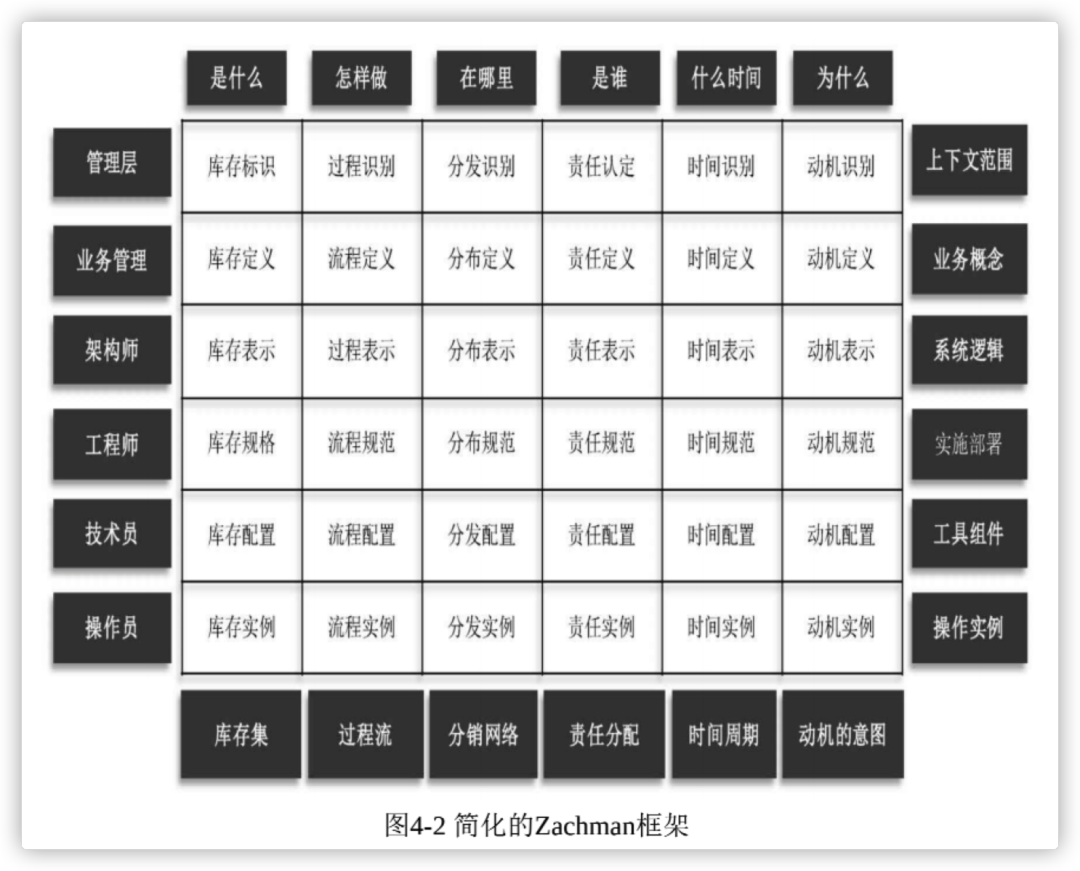 是什么 怎样做 在哪里 是谁 什么时间 为什么
管理层 库存标识 过程识别 分发识别 责任认定 时间识别 动机识别 上下文范围
业务管理 库存定义 流程定义 分布定义 责任定义 时间定义 动机定义 业务概念
架构师 库存表示 过程表示 分布表示 责任表示 时间表示 动机表示 系统逻辑
工程师 库存规格 流程规范 分布规范 责任规范 时间规范 动机规范 实施部署
技术员 库存配置 流程配置 分发配置 责任配置 时间配置 动机配置 工具组件
操作员 库存实例 流程实例 分发实例 责任实例 时间实例 动机实例 操作实例
库存集 过程流 分销网络 责任分配 时间周期 动机的意图
图4-2 简化的Zachman框架